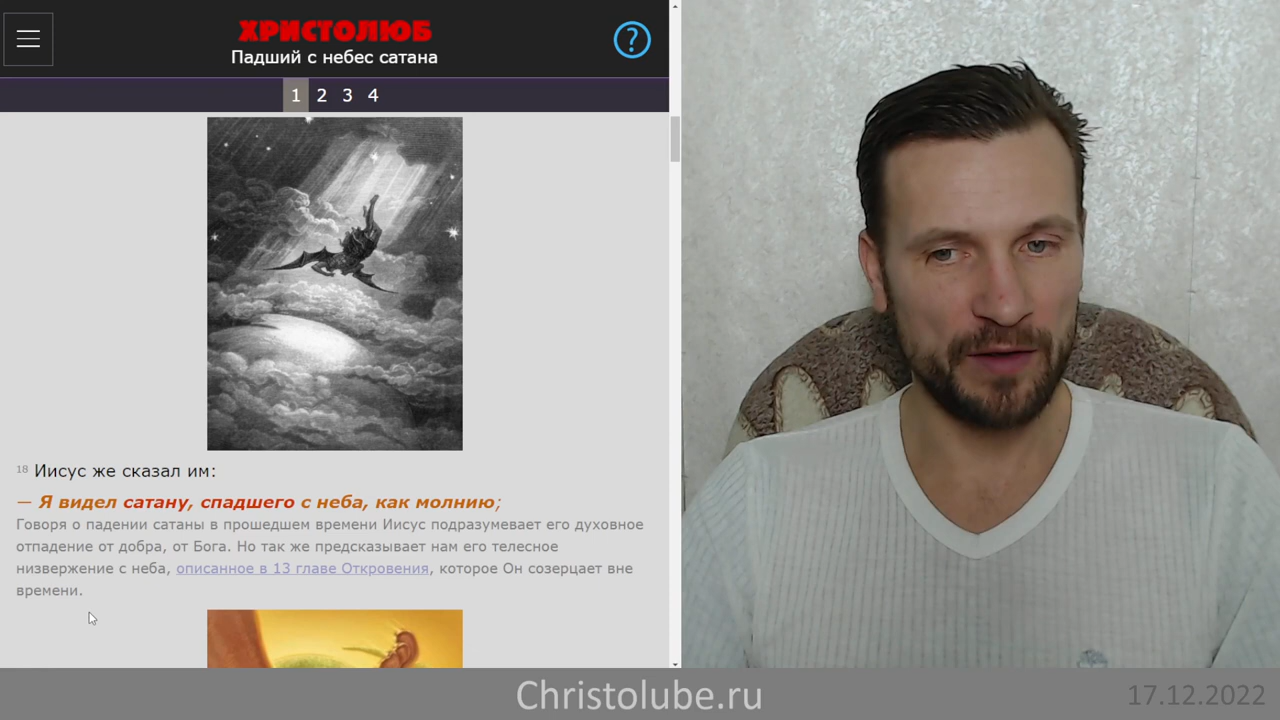 ХРИСТОЛЮБ
Падший с небес сатана
?
1 2 3 4
18 Иисус же сказал им:
— Я видел сатану, спадшего с неба, как молнию;
Говоря о падении сатаны в прошедшем времени Иисус подразумевает его духовное
отпадение от добра, от Бога. Но так же предсказывает нам его телесное
низвержение с неба, описанное в 13 главе Откровения, которое Он созерцает вне
времени.
Christolube.ru
17.12.2022